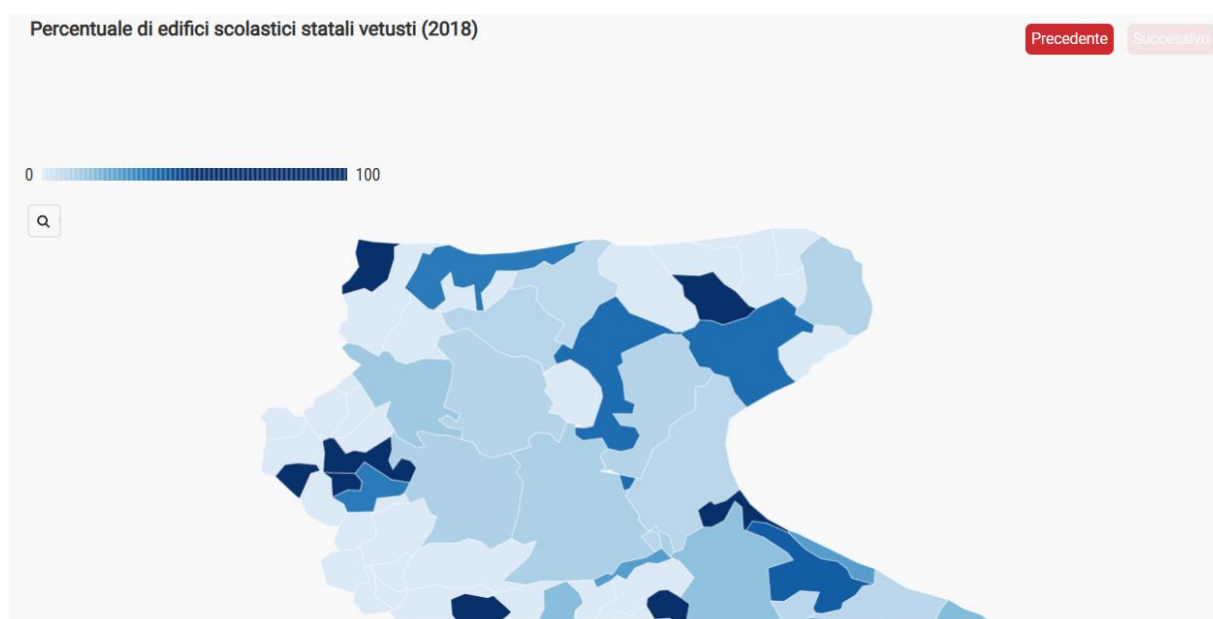 Percentuale di edifici scolastici statali vetusti (2018)
Precedente
Successivo
0
100